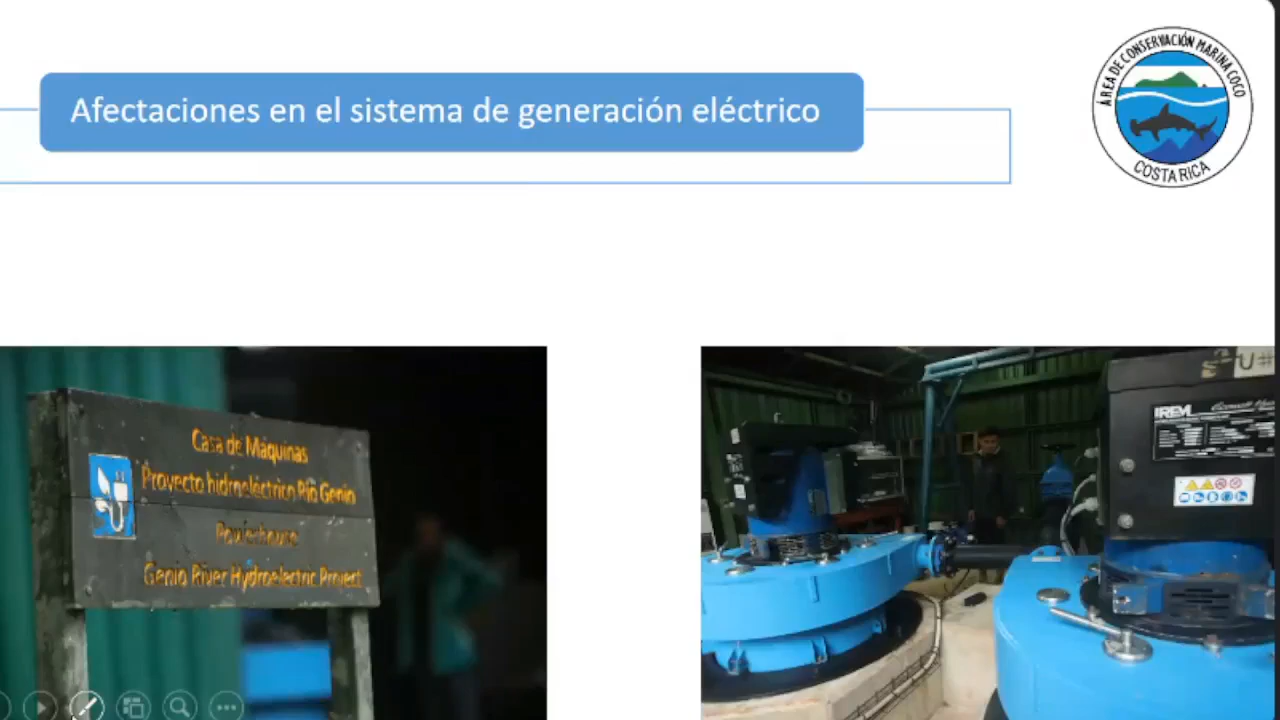 Afectaciones en el sistema de generación eléctrico
ÁREA DE CONSERVACIÓN MARINA COCO
COSTA RICA
Casa de Máquinas
Proyecto hidroeléctrico Río Genio
Powerhouse
Genio River Hydroelectric Proyect
IREM
U#